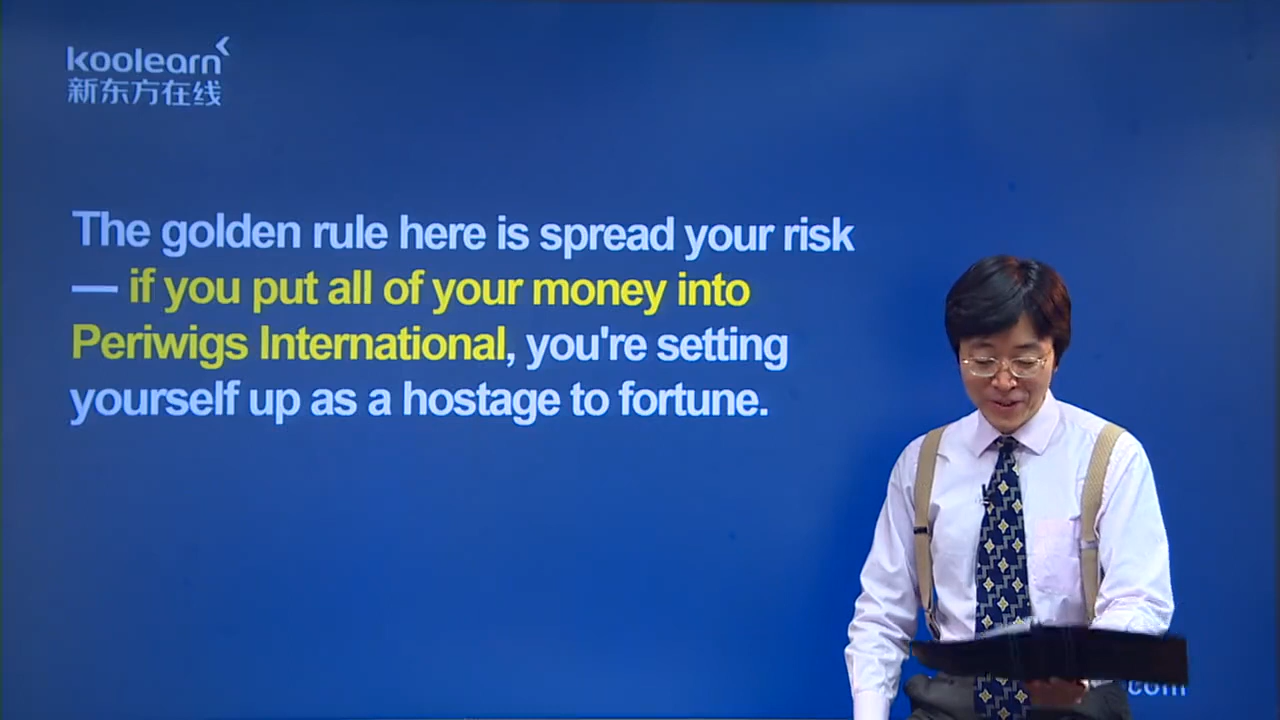 koolearn
新东方在线
The golden rule here is spread your risk
— if you put all of your money into
Periwigs International, you're setting
yourself up as a hostage to fortune.
com